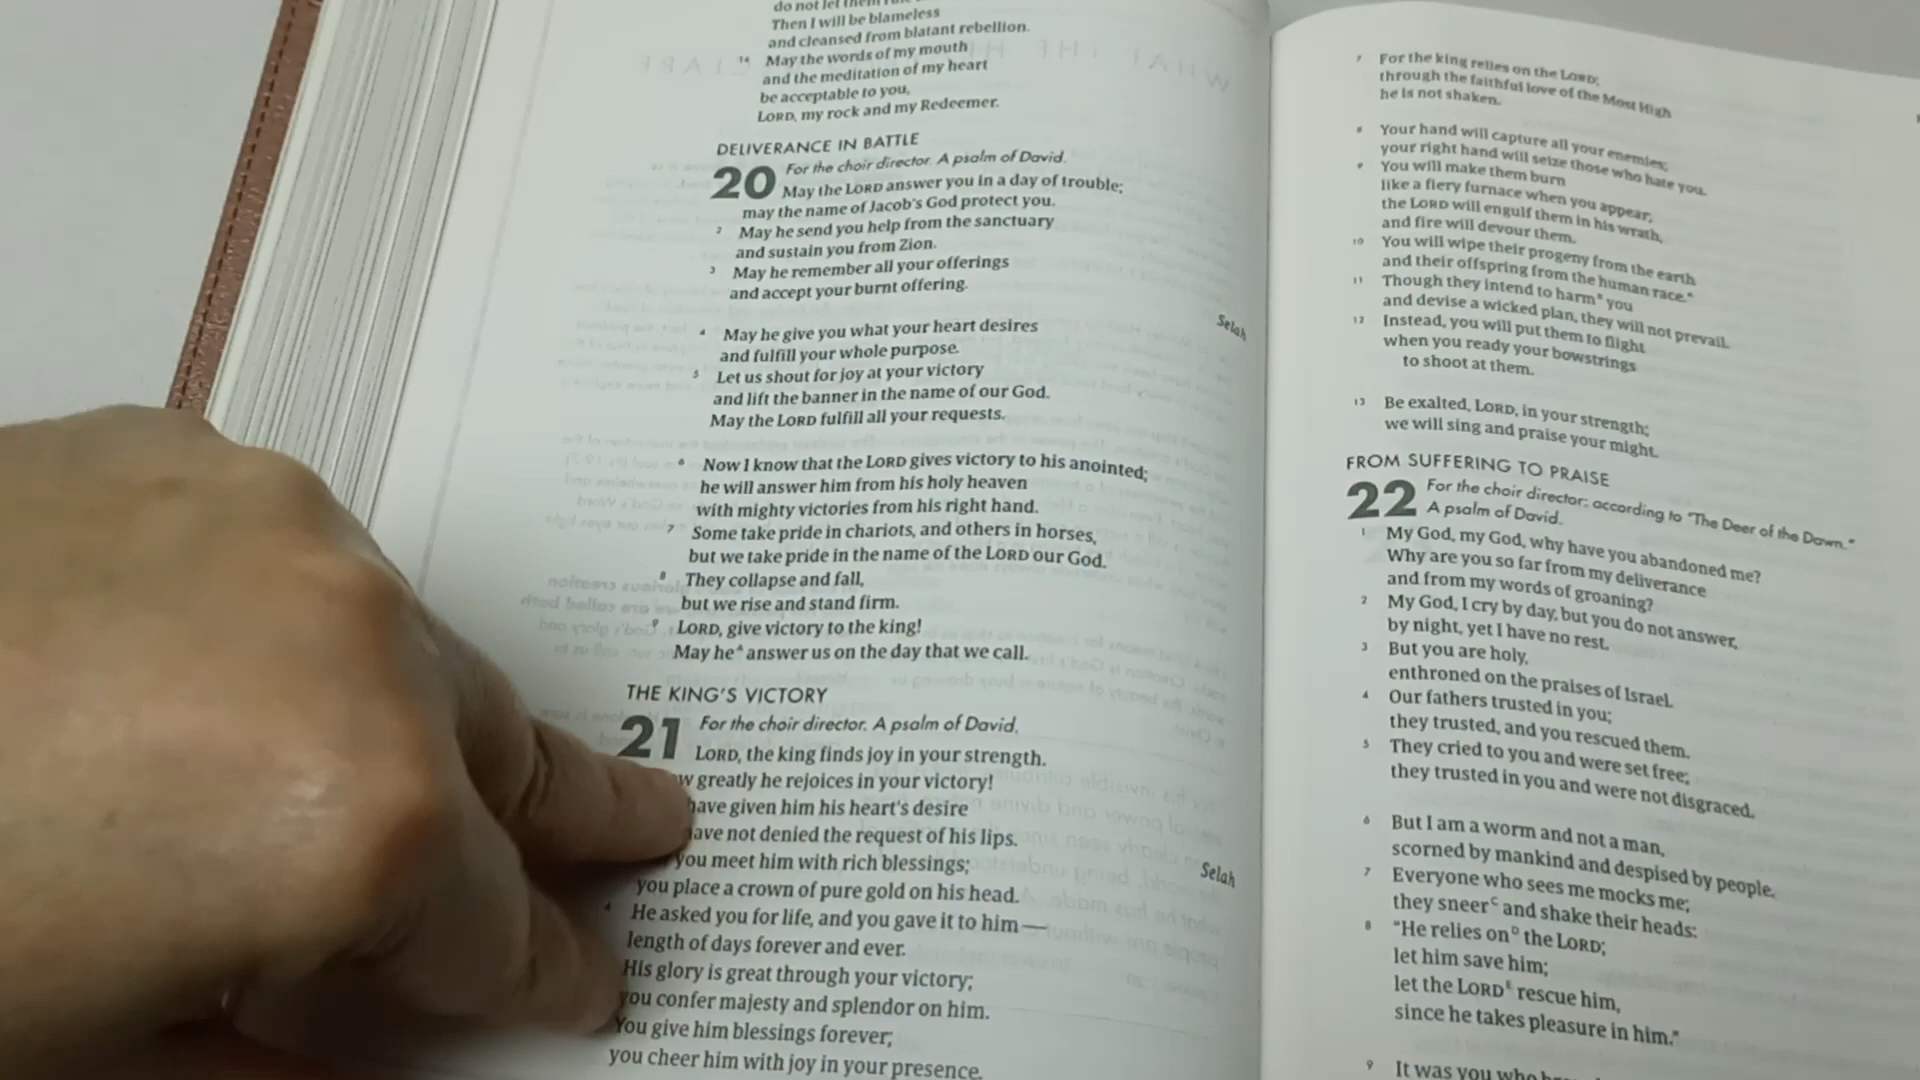 do not let them
Then I will be blameless
and cleansed from blatant rebellion.
14 May the words of my mouth
and the meditation of my heart
be acceptable to you,
LORD, my rock and my Redeemer.
DELIVERANCE IN BATTLE
20 For the choir director. A psalm of David.
May the LORD answer you in a day of trouble;
may the name of Jacob's God protect you.
2 May he send you help from the sanctuary
and sustain you from Zion.
3 May he remember all your offerings
and accept your burnt offering. Selah
4 May he give you what your heart desires
and fulfill your whole purpose.
5 Let us shout for joy at your victory
and lift the banner in the name of our God.
May the LORD fulfill all your requests.
6 Now I know that the LORD gives victory to his anointed;
he will answer him from his holy heaven
with mighty victories from his right hand.
7 Some take pride in chariots, and others in horses,
but we take pride in the name of the LORD our God.
8 They collapse and fall,
but we rise and stand firm.
9 LORD, give victory to the king!
May he^A answer us on the day that we call.
THE KING'S VICTORY
21 For the choir director. A psalm of David.
LORD, the king finds joy in your strength.
greatly he rejoices in your victory!
have given him his heart's desire
have not denied the request of his lips. Selah
you meet him with rich blessings;
you place a crown of pure gold on his head.
4 He asked you for life, and you gave it to him—
length of days forever and ever.
His glory is great through your victory;
you confer majesty and splendor on him.
You give him blessings forever;
you cheer him with joy in your presence.
7 For the king relies on the LORD;
through the faithful love of the Most High
he is not shaken.
8 Your hand will capture all your enemies;
your right hand will seize those who hate you.
9 You will make them burn
like a fiery furnace when you appear;
the LORD will engulf them in his wrath,
and fire will devour them.
10 You will wipe their progeny from the earth
and their offspring from the human race.^A
11 Though they intend to harm^B you
and devise a wicked plan, they will not prevail.
12 Instead, you will put them to flight
when you ready your bowstrings
to shoot at them.
13 Be exalted, LORD, in your strength;
we will sing and praise your might.
FROM SUFFERING TO PRAISE
22 For the choir director: according to "The Deer of the Dawn."
A psalm of David.
1 My God, my God, why have you abandoned me?
Why are you so far from my deliverance
and from my words of groaning?
2 My God, I cry by day, but you do not answer,
by night, yet I have no rest.
3 But you are holy,
enthroned on the praises of Israel.
4 Our fathers trusted in you;
they trusted, and you rescued them.
5 They cried to you and were set free;
they trusted in you and were not disgraced.
6 But I am a worm and not a man,
scorned by mankind and despised by people.
7 Everyone who sees me mocks me;
they sneer^C and shake their heads:
8 "He relies on^D the LORD;
let him save him;
let the LORD^E rescue him,
since he takes pleasure in him."
9 It was you who